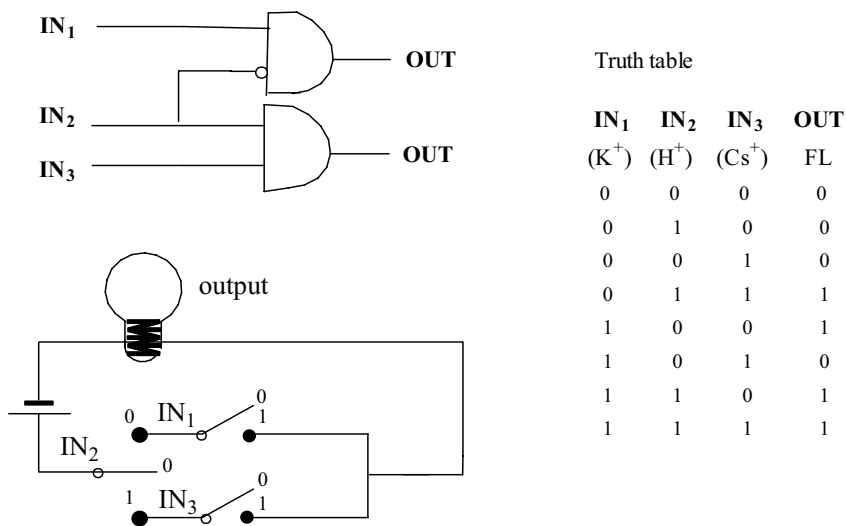 IN₁
OUT
IN₂
OUT
IN₃
Truth table
IN₁ IN₂ IN₃ OUT
(K⁺) (H⁺) (Cs⁺) FL
0 0 0 0
0 1 0 0
0 0 1 0
0 1 1 1
1 0 0 1
1 0 1 0
1 1 0 1
1 1 1 1
output
0 IN₁ 0 1
IN₂ 0
1 IN₃ 0 1